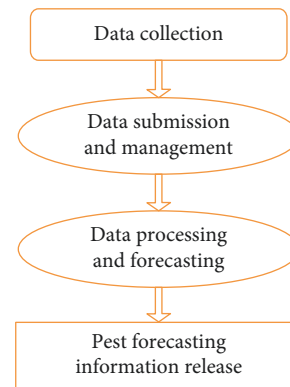 Data collection
Data submission
and management
Data processing
and forecasting
Pest forecasting
information release